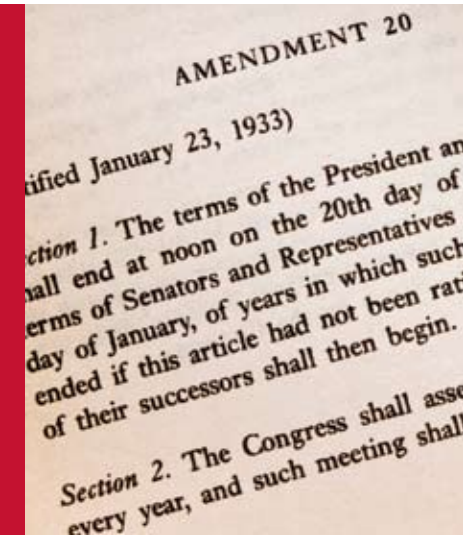 AMENDMENT 20
tified January 23, 1933)
ction 1. The terms of the President an
hall end at noon on the 20th day of
erms of Senators and Representatives
day of January, of years in which such
ended if this article had not been rati
of their successors shall then begin.
Section 2. The Congress shall asse
every year, and such meeting shall